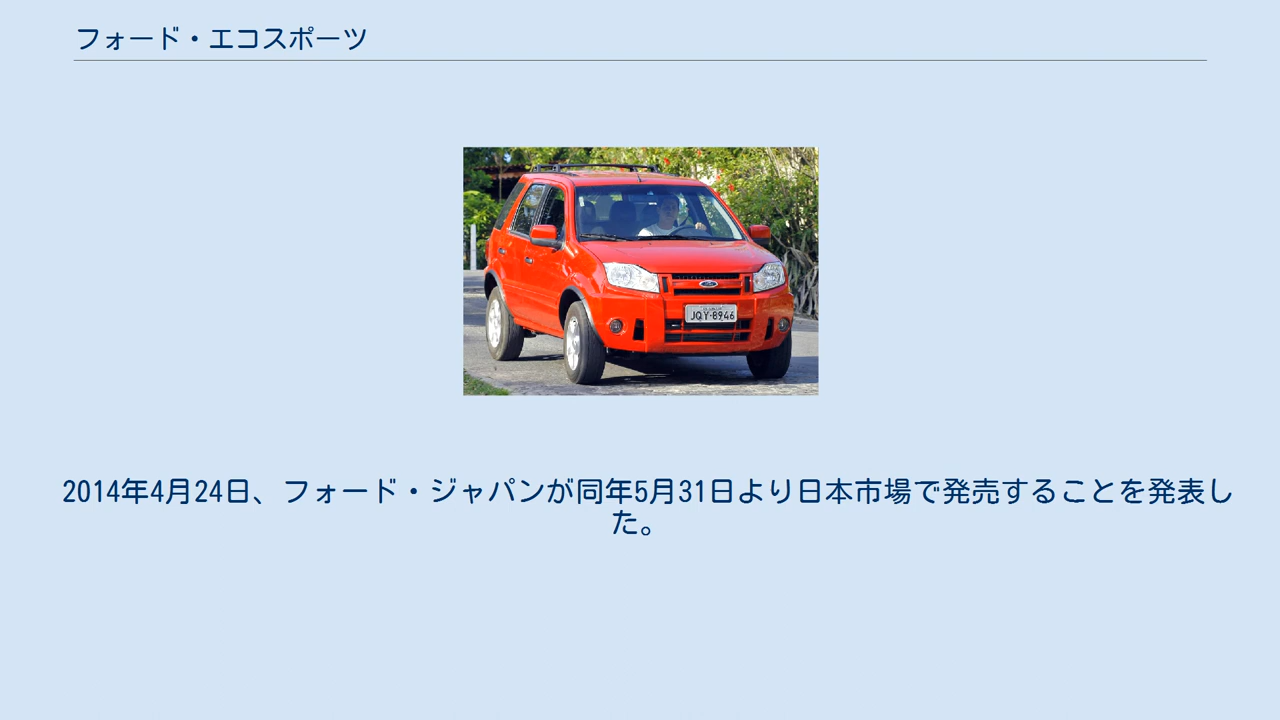 フォード・エコスポーツ
JQY-8946
2014年4月24日、フォード・ジャパンが同年5月31日より日本市場で発売することを発表し
た。